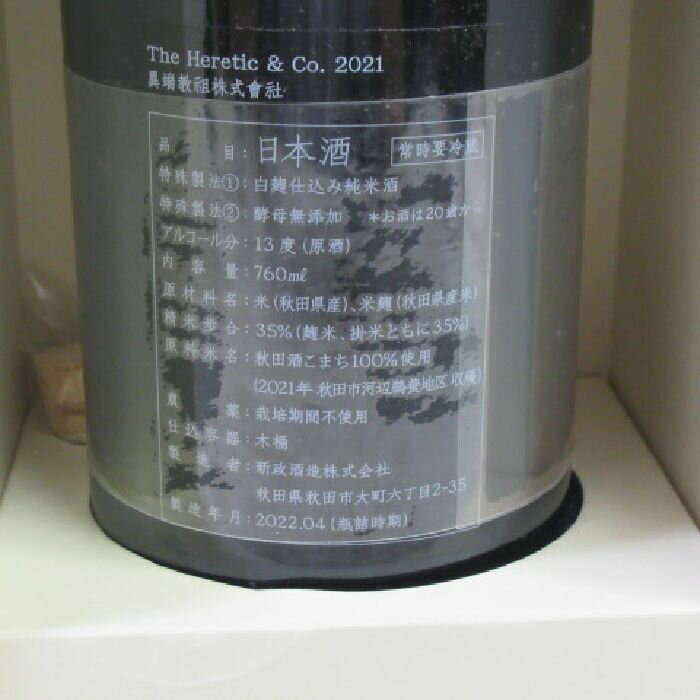 The Heretic & Co. 2021
異端教祖株式會社
品目：日本酒 常時要冷蔵
特殊製法①：白麹仕込み純米酒
特殊製法②：酵母無添加 ＊お酒は20歳から
アルコール分：13度（原酒）
内容量：760mℓ
原材料名：米（秋田県産）、米麹（秋田県産米）
精米歩合：35％（麹米、掛米ともに35％）
原料米名：秋田酒こまち100％使用
（2021年 秋田市河辺鵜養地区 収穫）
農薬：栽培期間不使用
仕込容器：木桶
製造者：新政酒造株式会社
秋田県秋田市大町六丁目2-35
製造年月：2022.04（瓶詰時期）